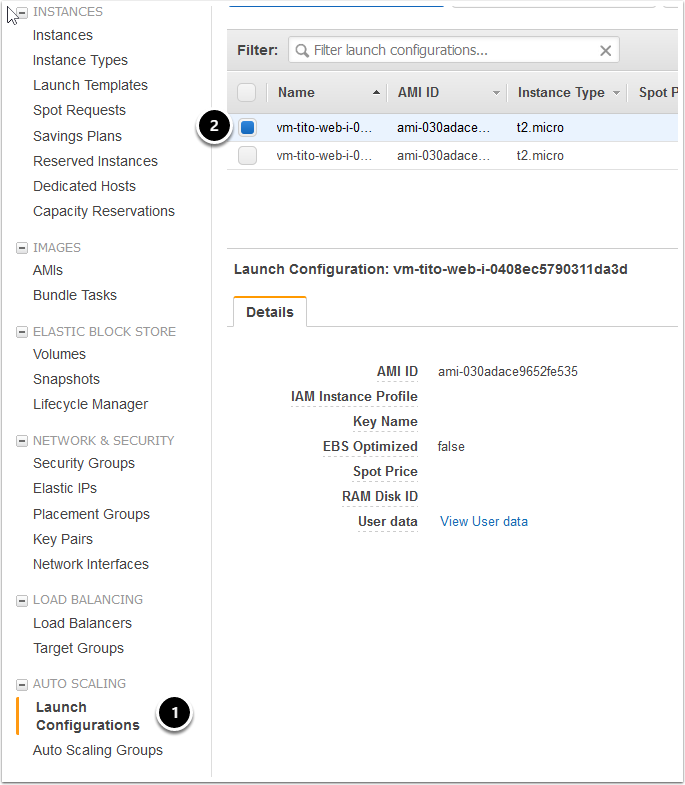 INSTANCES
Instances
Instance Types
Launch Templates
Spot Requests
Savings Plans
Reserved Instances
Dedicated Hosts
Capacity Reservations
IMAGES
AMIs
Bundle Tasks
ELASTIC BLOCK STORE
Volumes
Snapshots
Lifecycle Manager
NETWORK & SECURITY
Security Groups
Elastic IPs
Placement Groups
Key Pairs
Network Interfaces
LOAD BALANCING
Load Balancers
Target Groups
AUTO SCALING
Launch
Configurations
1
Auto Scaling Groups
Filter: Filter launch configurations...
Name AMI ID Instance Type Spot P
2 vm-tito-web-i-0... ami-030adace... t2.micro
vm-tito-web-i-0... ami-030adace... t2.micro
Launch Configuration: vm-tito-web-i-0408ec5790311da3d
Details
AMI ID ami-030adace9652fe535
IAM Instance Profile
Key Name
EBS Optimized false
Spot Price
RAM Disk ID
User data View User data